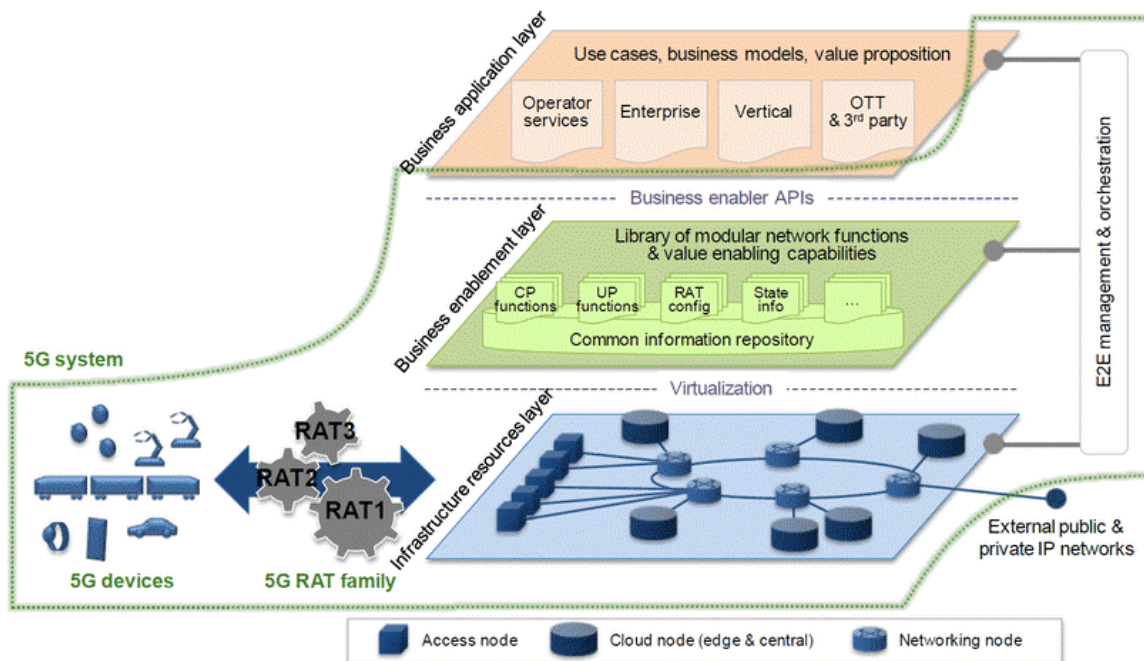 Business application layer
Use cases, business models, value proposition
Operator
services
Enterprise
Vertical
OTT
& 3rd party
Business enabler APIs
Business enablement layer
Library of modular network functions
& value enabling capabilities
CP
functions
UP
functions
RAT
config
State
info
...
Common information repository
E2E management & orchestration
5G system
Virtualization
Infrastructure resources layer
RAT3
RAT2
RAT1
5G devices
5G RAT family
External public &
private IP networks
Access node
Cloud node (edge & central)
Networking node